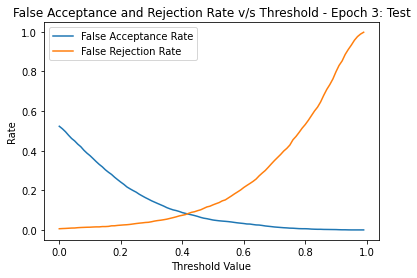 False Acceptance and Rejection Rate v/s Threshold - Epoch 3: Test
False Acceptance Rate
False Rejection Rate
1.0
0.8
0.6
0.4
0.2
0.0
Rate
0.0 0.2 0.4 0.6 0.8 1.0
Threshold Value